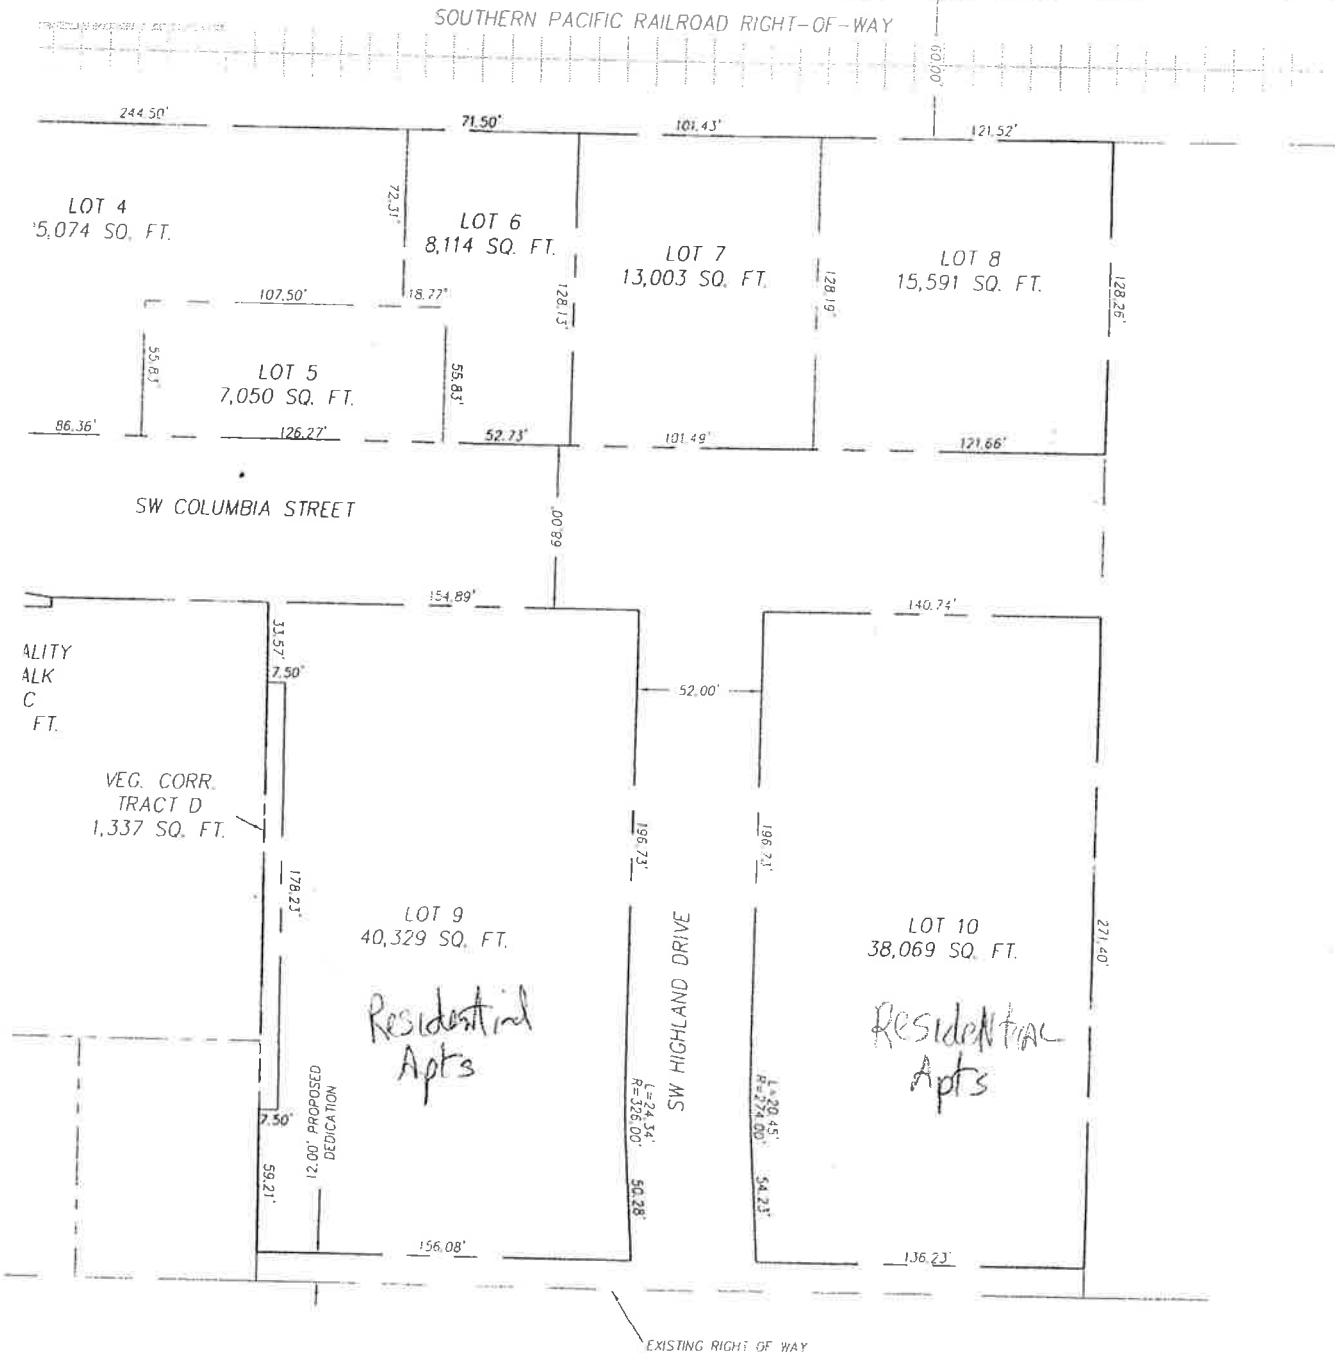 SOUTHERN PACIFIC RAILROAD RIGHT-OF-WAY
60.00'
244.50'
71.50'
101.43'
121.52'
LOT 4
5,074 SQ. FT.
72.31'
LOT 6
8,114 SQ. FT.
LOT 7
13,003 SQ. FT.
LOT 8
15,591 SQ. FT.
107.50'
18.77'
128.13'
128.19'
128.26'
55.83'
LOT 5
7,050 SQ. FT.
55.83'
86.36'
126.27'
52.73'
101.49'
121.66'
SW COLUMBIA STREET
68.00'
154.89'
140.74'
33.57'
7.50'
52.00'
ALITY
ALK
C
FT.
VEG. CORR.
TRACT D
1,337 SQ. FT.
178.23'
196.73'
196.73'
LOT 9
40,329 SQ. FT.
Residential
Apts
SW HIGHLAND DRIVE
LOT 10
38,069 SQ. FT.
271.40'
Residential
Apts
7.50'
59.21'
12.00' PROPOSED
DEDICATION
L=24.34'
R=326.00'
50.28'
L=20.45'
R=274.00'
54.23'
156.08'
136.23'
EXISTING RIGHT OF WAY